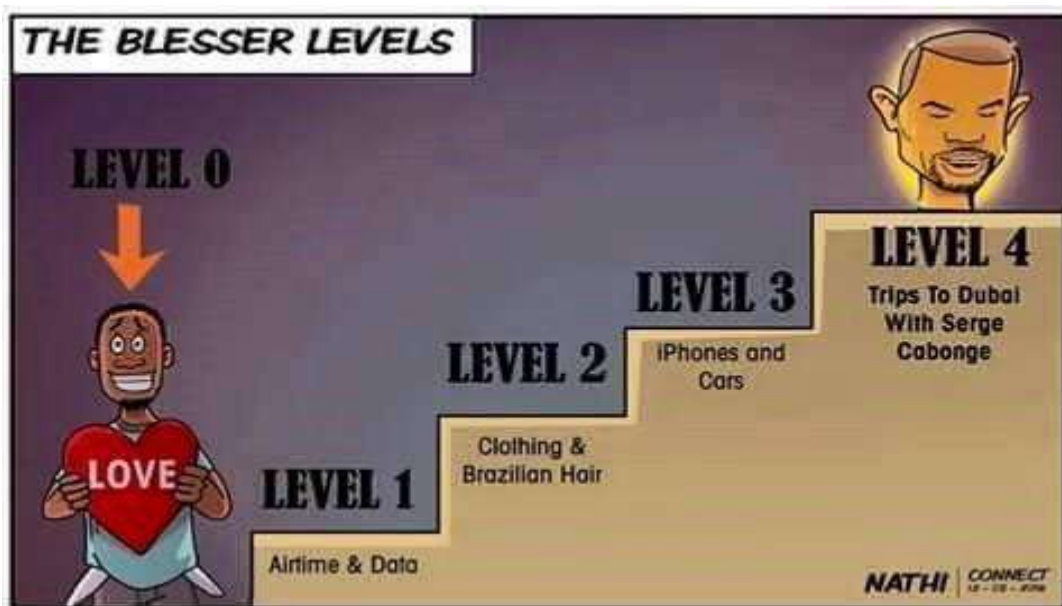 THE BLESSER LEVELS
LEVEL 0
LOVE
LEVEL 1
Airtime & Data
LEVEL 2
Clothing &
Brazilian Hair
LEVEL 3
iPhones and
Cars
LEVEL 4
Trips To Dubai
With Serge
Cabonge
NATHI
CONNECT